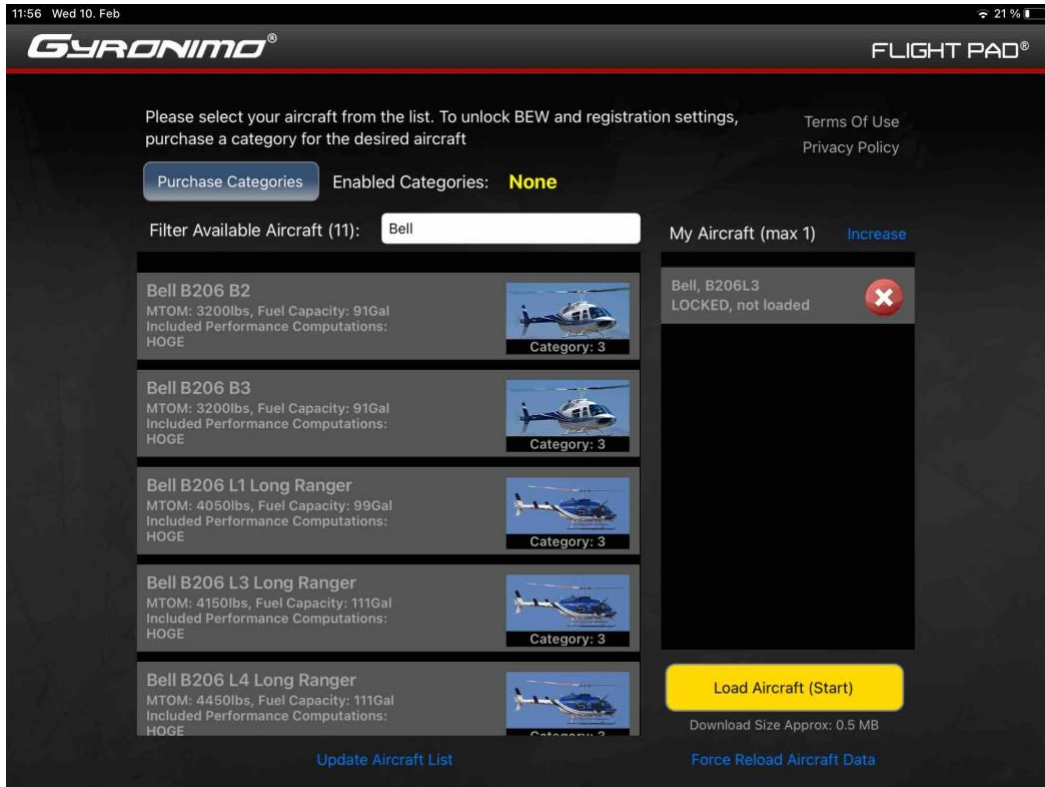 11:56 Wed 10. Feb
21 %
GYRONIMO®
FLIGHT PAD®
Please select your aircraft from the list. To unlock BEW and registration settings,
purchase a category for the desired aircraft
Terms Of Use
Privacy Policy
Purchase Categories
Enabled Categories: None
Filter Available Aircraft (11):
Bell
My Aircraft (max 1)
Increase
Bell B206 B2
MTOM: 3200lbs, Fuel Capacity: 91Gal
Included Performance Computations:
HOGE
Category: 3
Bell B206 B3
MTOM: 3200lbs, Fuel Capacity: 91Gal
Included Performance Computations:
HOGE
Category: 3
Bell B206 L1 Long Ranger
MTOM: 4050lbs, Fuel Capacity: 99Gal
Included Performance Computations:
HOGE
Category: 3
Bell B206 L3 Long Ranger
MTOM: 4150lbs, Fuel Capacity: 111Gal
Included Performance Computations:
HOGE
Category: 3
Bell B206 L4 Long Ranger
MTOM: 4450lbs, Fuel Capacity: 111Gal
Included Performance Computations:
HOGE
Category: 3
Bell, B206L3
LOCKED, not loaded
Load Aircraft (Start)
Download Size Approx: 0.5 MB
Update Aircraft List
Force Reload Aircraft Data